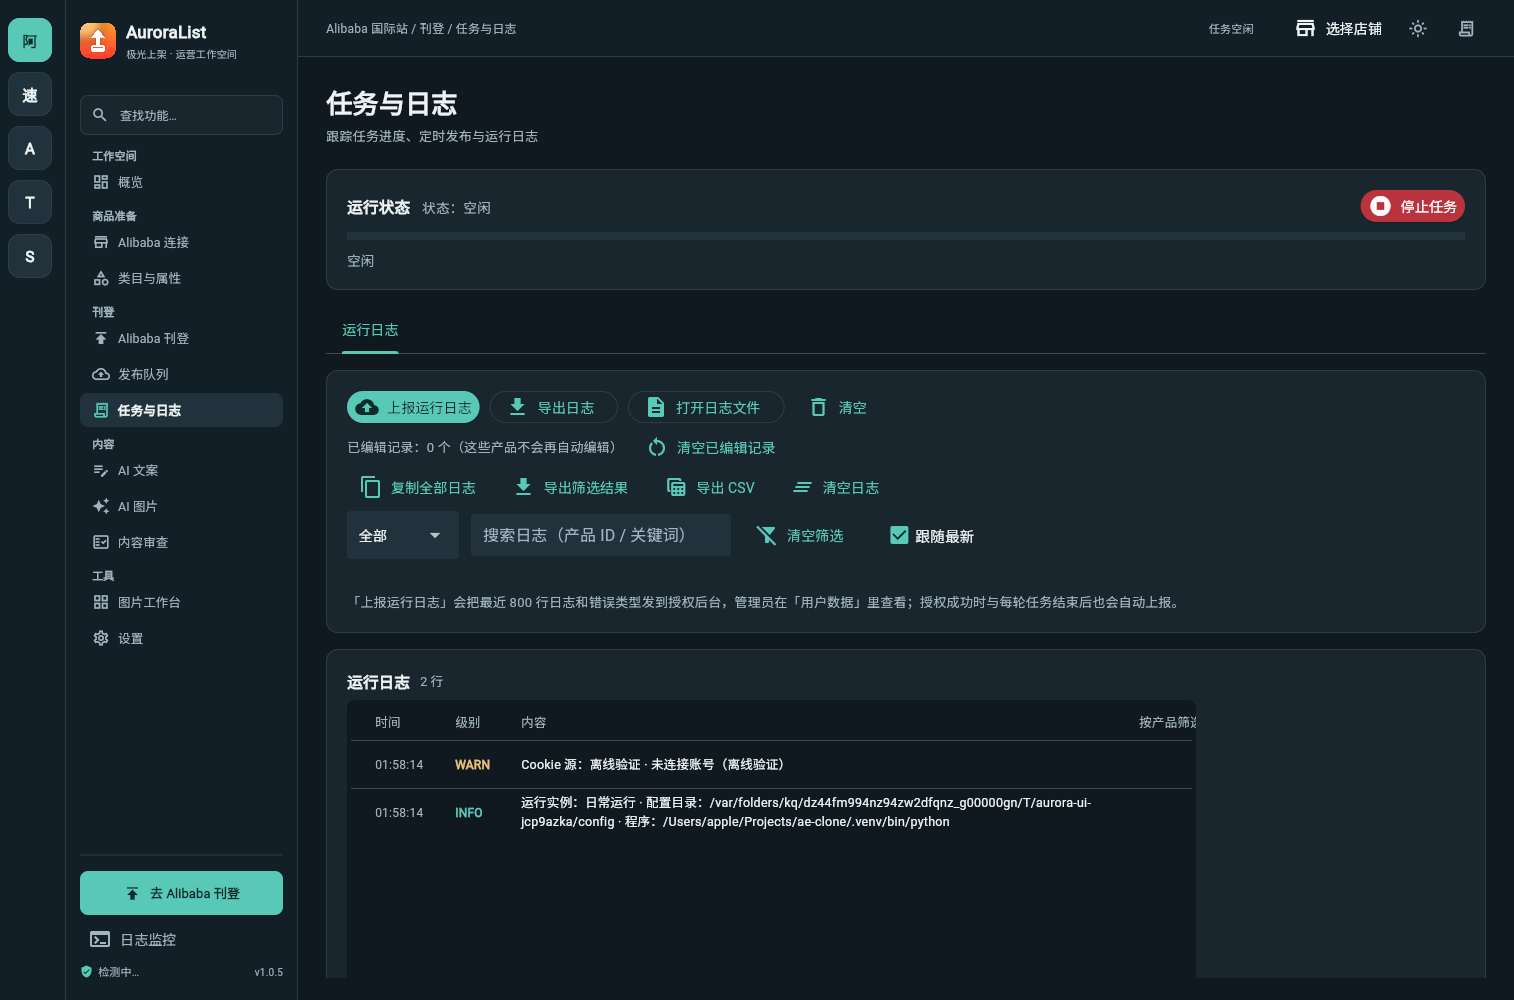 阿
速
A
T
S
AuroraList
极光上架 · 运营工作空间
查找功能...
工作空间
概览
商品准备
Alibaba 连接
类目与属性
刊登
Alibaba 刊登
发布队列
任务与日志
内容
AI 文案
AI 图片
内容审查
工具
图片工作台
设置
去 Alibaba 刊登
日志监控
检测中... v1.0.5
Alibaba 国际站 / 刊登 / 任务与日志
任务空闲
选择店铺
任务与日志
跟踪任务进度、定时发布与运行日志
运行状态 状态：空闲
停止任务
空闲
运行日志
上报运行日志 导出日志 打开日志文件 清空
已编辑记录：0 个（这些产品不会再自动编辑） 清空已编辑记录
复制全部日志 导出筛选结果 导出 CSV 清空日志
全部 搜索日志（产品 ID / 关键词） 清空筛选 跟随最新
「上报运行日志」会把最近 800 行日志和错误类型发到授权后台，管理员在「用户数据」里查看；授权成功时与每轮任务结束后也会自动上报。
运行日志 2 行
时间 级别 内容 按产品筛选
01:58:14 WARN Cookie 源：离线验证 · 未连接账号（离线验证）
01:58:14 INFO 运行实例：日常运行 · 配置目录：/var/folders/kq/dz44fm994nz94zw2dfqnz_g00000gn/T/aurora-ui-
jcp9azka/config · 程序：/Users/apple/Projects/ae-clone/.venv/bin/python